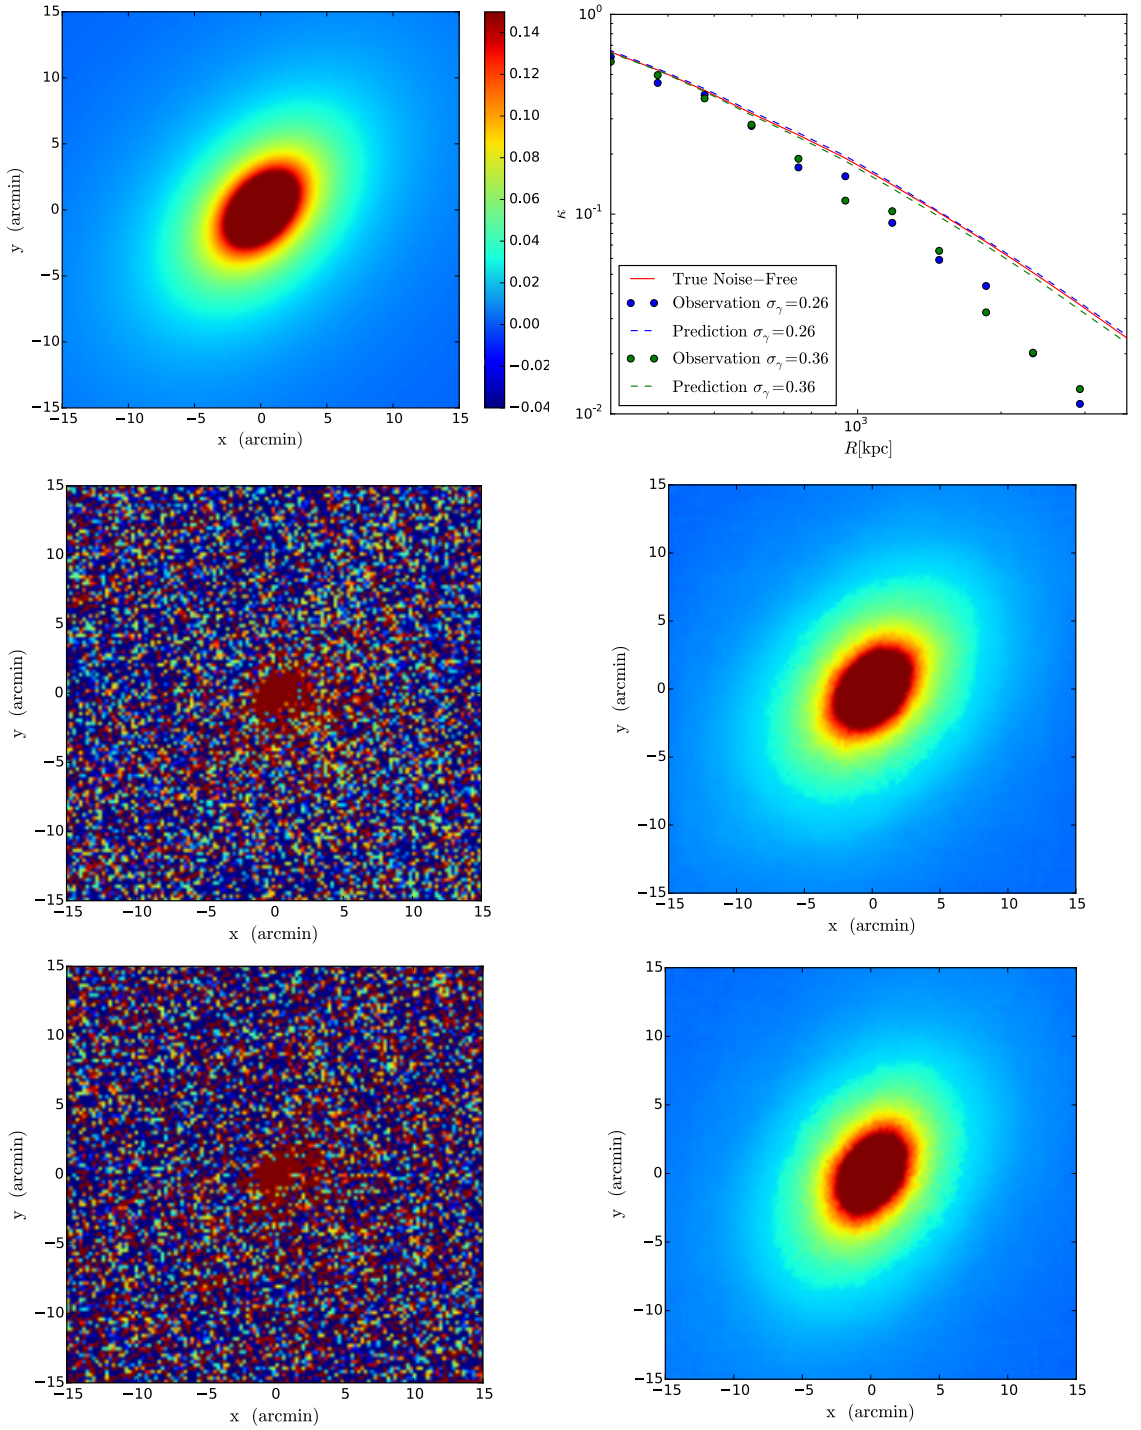 15
10
5
0
−5
−10
−15
y (arcmin)
−15 −10 −5 0 5 10 15
x (arcmin)
0.14
0.12
0.10
0.08
0.06
0.04
0.02
0.00
−0.02
−0.04
10⁰
10⁻¹
10⁻²
κ
10³
R[kpc]
True Noise−Free
Observation σγ=0.26
Prediction σγ=0.26
Observation σγ=0.36
Prediction σγ=0.36
15
10
5
0
−5
−10
−15
y (arcmin)
−15 −10 −5 0 5 10 15
x (arcmin)
15
10
5
0
−5
−10
−15
y (arcmin)
−15 −10 −5 0 5 10 15
x (arcmin)
15
10
5
0
−5
−10
−15
y (arcmin)
−15 −10 −5 0 5 10 15
x (arcmin)
15
10
5
0
−5
−10
−15
y (arcmin)
−15 −10 −5 0 5 10 15
x (arcmin)